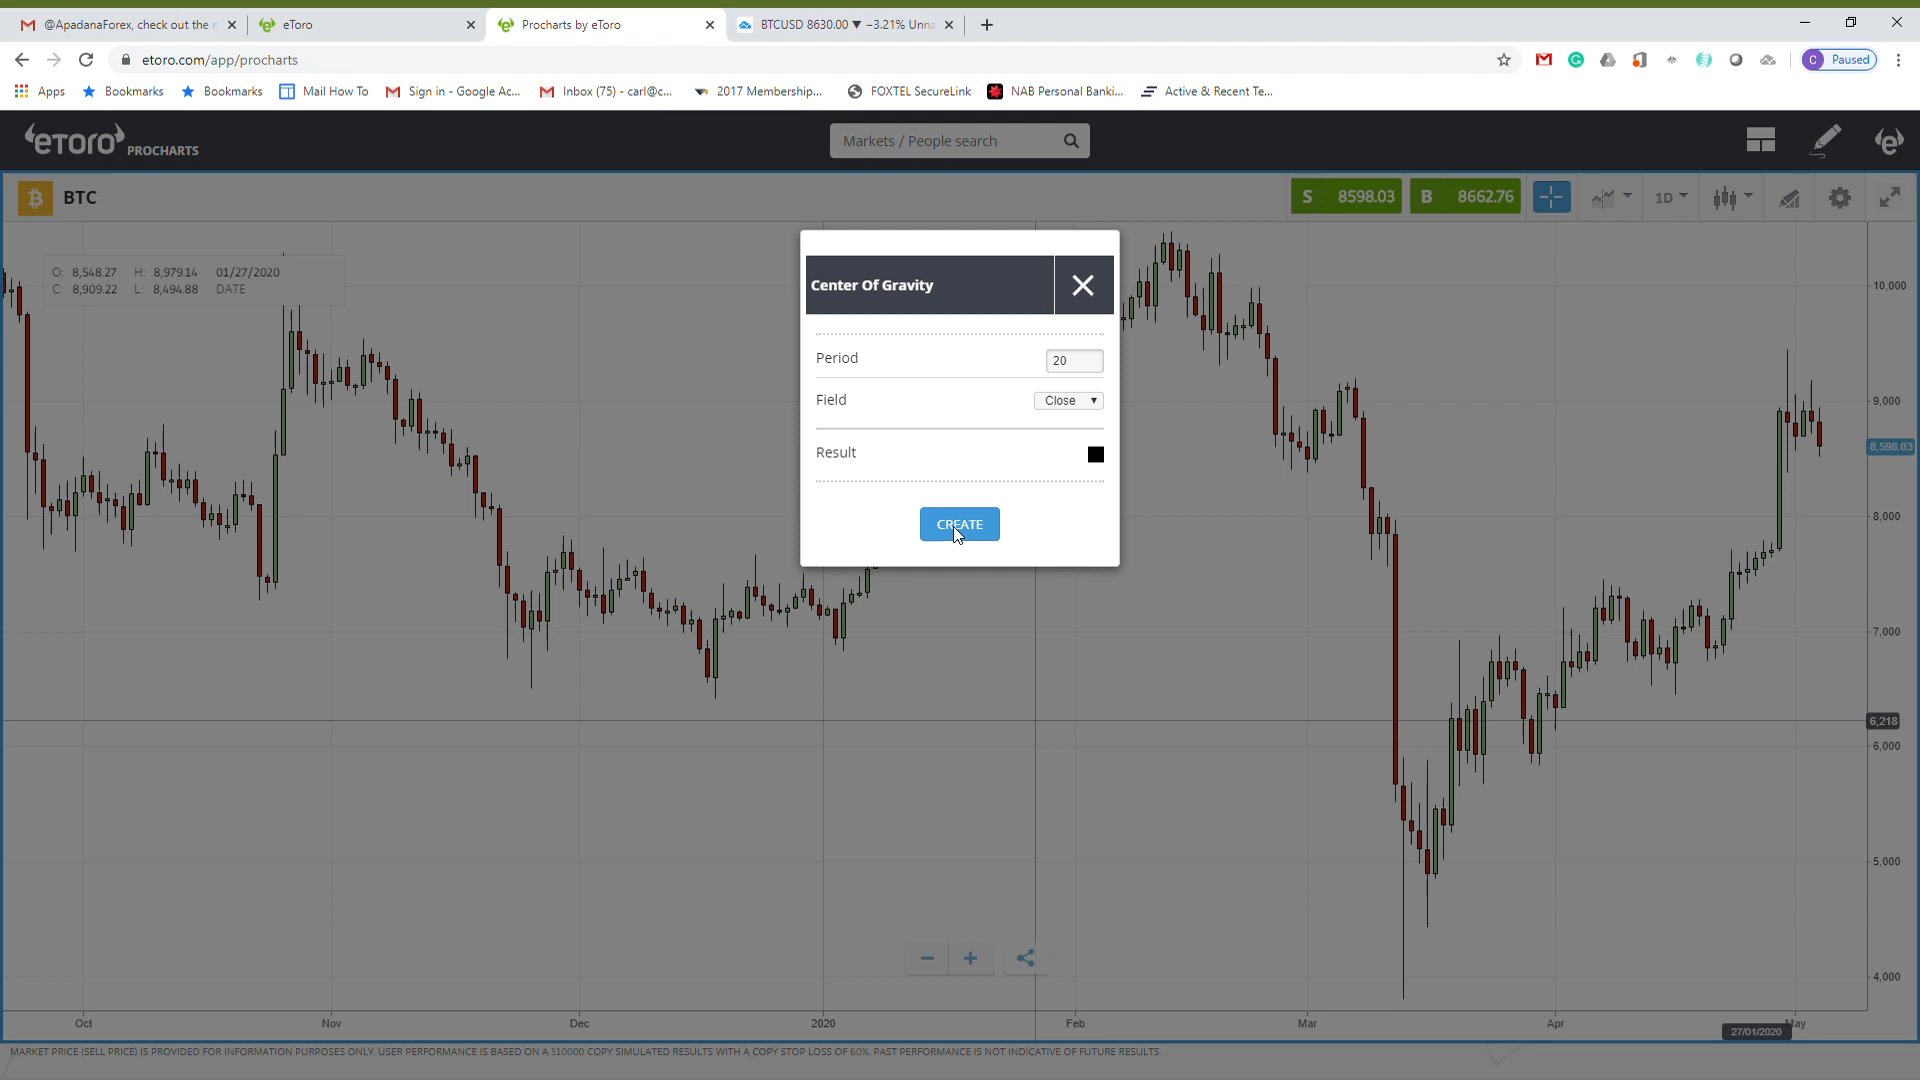 @ApadanaForex, check out the n
eToro
Procharts by eToro
BTCUSD 8630.00 ▼ −3.21% Unna
etoro.com/app/procharts
C Paused
Apps
Bookmarks
Bookmarks
Mail How To
Sign in - Google Ac...
Inbox (75) - carl@c...
2017 Membership...
FOXTEL SecureLink
NAB Personal Banki...
Active & Recent Te...
eToro PROCHARTS
Markets / People search
BTC
S 8598.03
B 8662.76
1D
O: 8,548.27 H: 8,979.14 01/27/2020
C: 8,909.22 L: 8,494.88 DATE
Center Of Gravity
Period 20
Field Close
Result
CREATE
10,000
9,000
8,598.03
8,000
7,000
6,218
6,000
5,000
4,000
Oct Nov Dec 2020 Feb Mar Apr May
27/01/2020
MARKET PRICE (SELL PRICE) IS PROVIDED FOR INFORMATION PURPOSES ONLY. USER PERFORMANCE IS BASED ON A $10000 COPY SIMULATED RESULTS WITH A COPY STOP LOSS OF 60%. PAST PERFORMANCE IS NOT INDICATIVE OF FUTURE RESULTS.